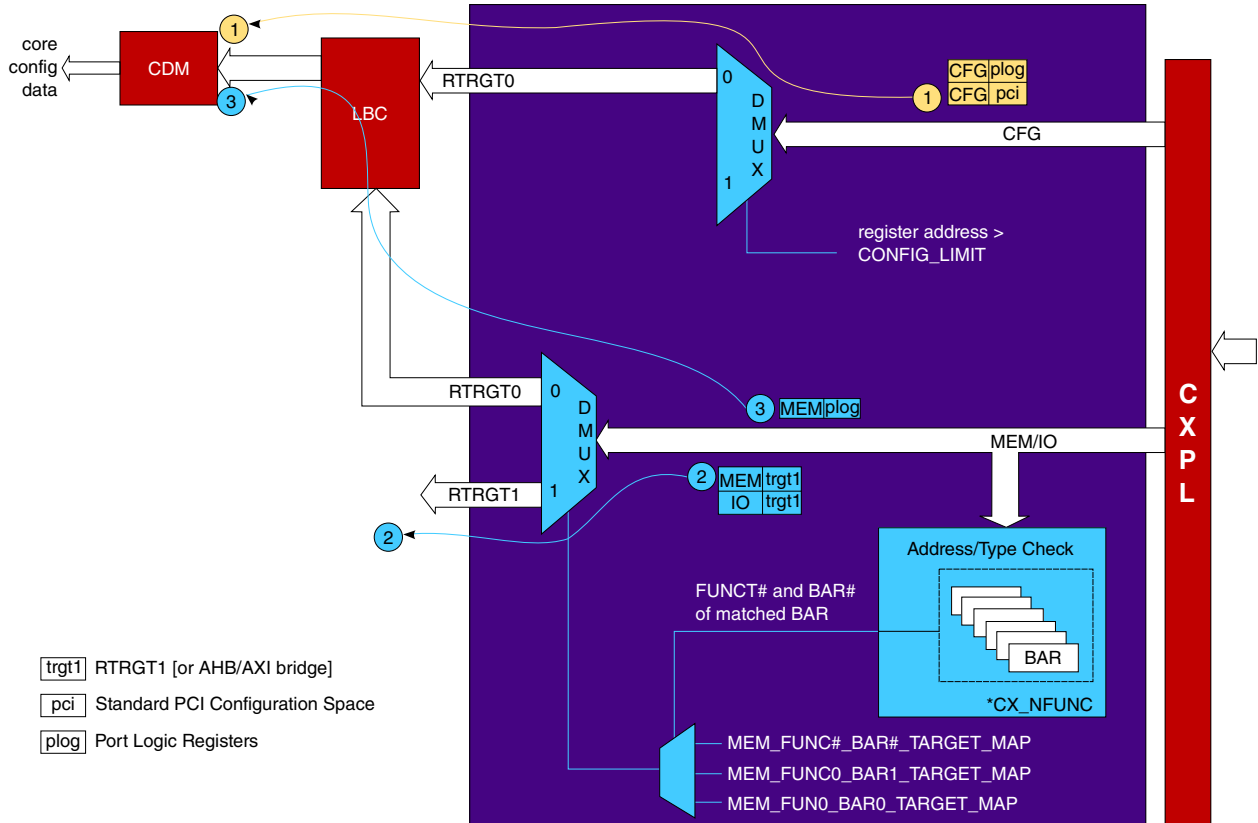 core
config
data
CDM
1
3
LBC
RTRGT0
0
1
DMUX
1
CFG plog
CFG pci
CFG
register address >
CONFIG_LIMIT
CXPL
RTRGT0
0
1
DMUX
3
MEM plog
MEM/IO
RTRGT1
2
2
MEM trgt1
IO trgt1
Address/Type Check
BAR
*CX_NFUNC
FUNCT# and BAR#
of matched BAR
MEM_FUNC#_BAR#_TARGET_MAP
MEM_FUNC0_BAR1_TARGET_MAP
MEM_FUN0_BAR0_TARGET_MAP
trgt1 RTRGT1 [or AHB/AXI bridge]
pci Standard PCI Configuration Space
plog Port Logic Registers